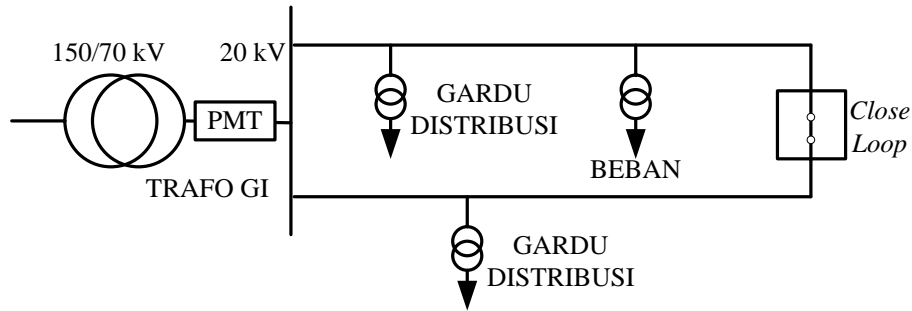 150/70 kV
20 kV
PMT
TRAFO GI
GARDU
DISTRIBUSI
BEBAN
Close
Loop
GARDU
DISTRIBUSI